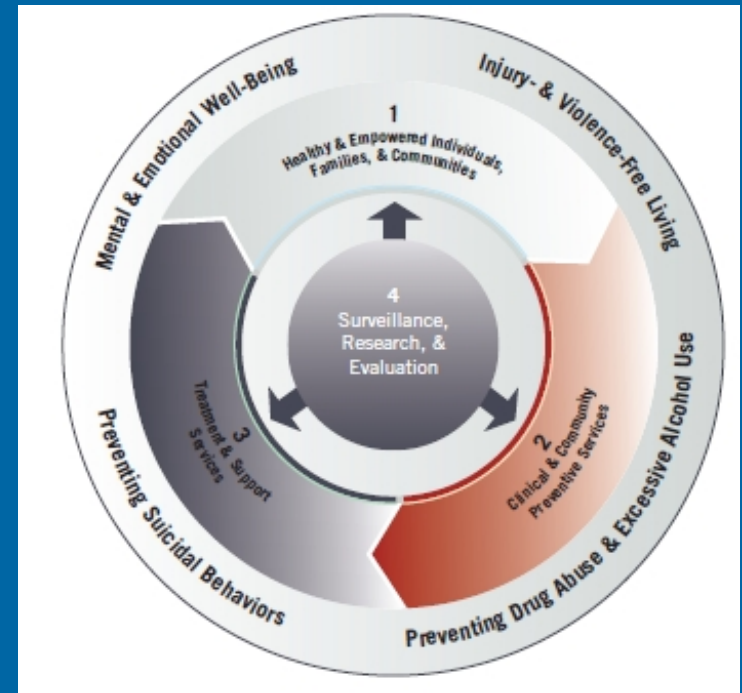 Mental & Emotional Well-Being
Injury- & Violence-Free Living
1
Healthy & Empowered Individuals,
Families, & Communities
4
Surveillance,
Research, &
Evaluation
3
Treatment & Support
Services
2
Clinical & Community
Preventive Services
Preventing Suicidal Behaviors
Preventing Drug Abuse & Excessive Alcohol Use